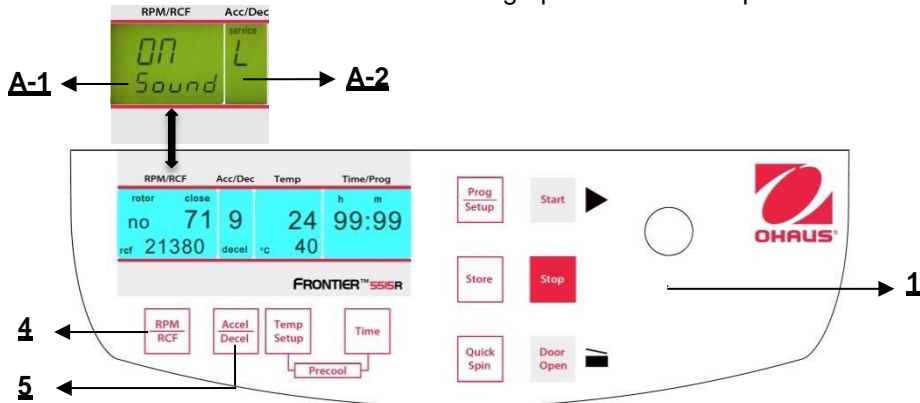 RPM/RCF Acc/Dec
service
ON L
Sound
A-1 A-2
RPM/RCF Acc/Dec Temp Time/Prog
rotor close h m
no 71 9 24 99:99
rcf 21380 decel °C 40
FRONTIER™ 5515R
RPM
RCF
Accel
Decel
Temp
Setup
Time
Precool
Prog
Setup
Start
Store
Stop
Quick
Spin
Door
Open
OHAUS®
1
4
5